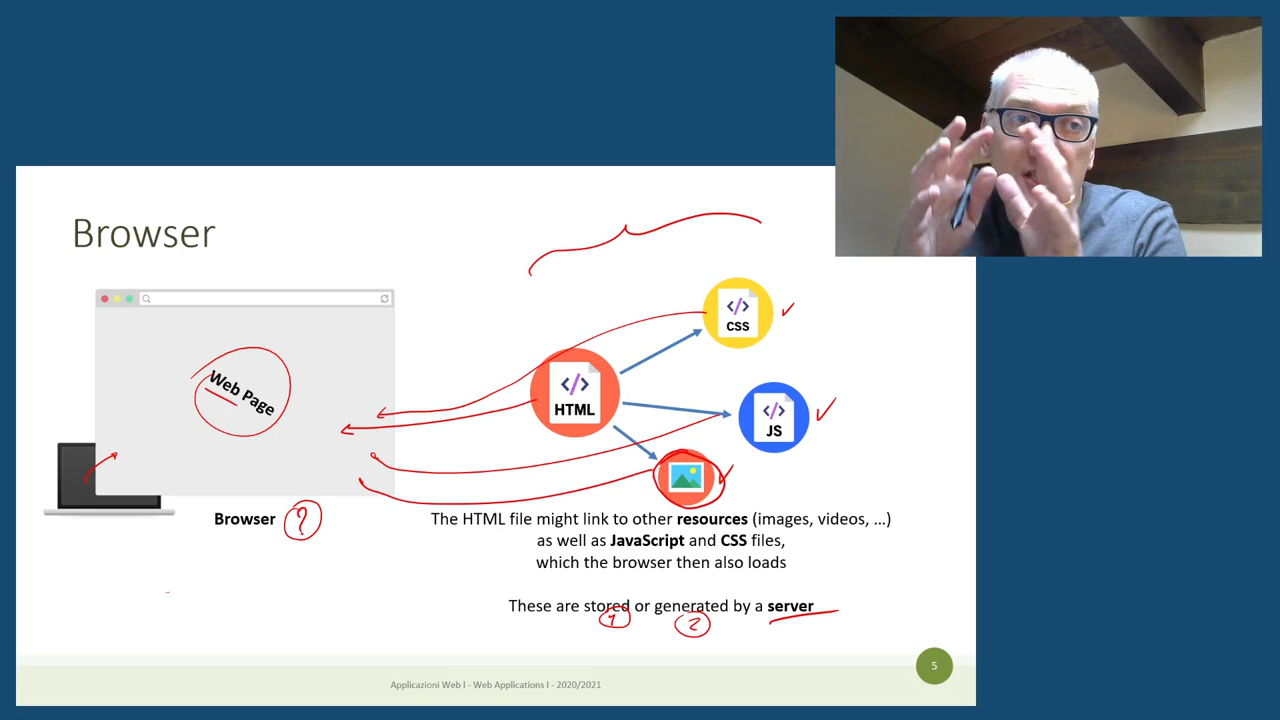 Browser
Web Page
</>
CSS
</>
HTML
</>
JS
Browser ?
The HTML file might link to other resources (images, videos, …)
as well as JavaScript and CSS files,
which the browser then also loads
These are stored or generated by a server
1
2
5
Applicazioni Web I - Web Applications I - 2020/2021